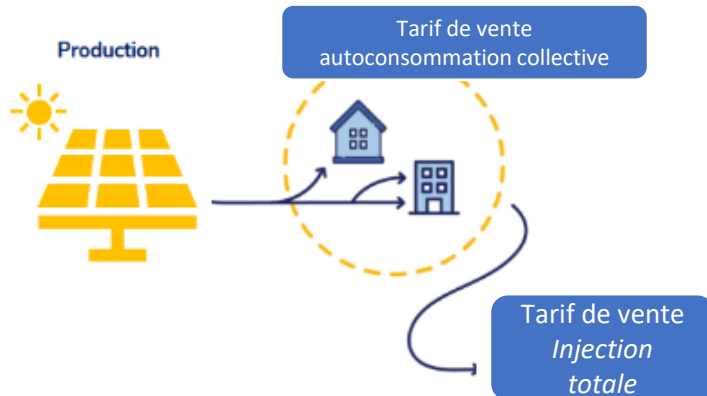 Production
Tarif de vente
autoconsommation collective
Tarif de vente
Injection
totale